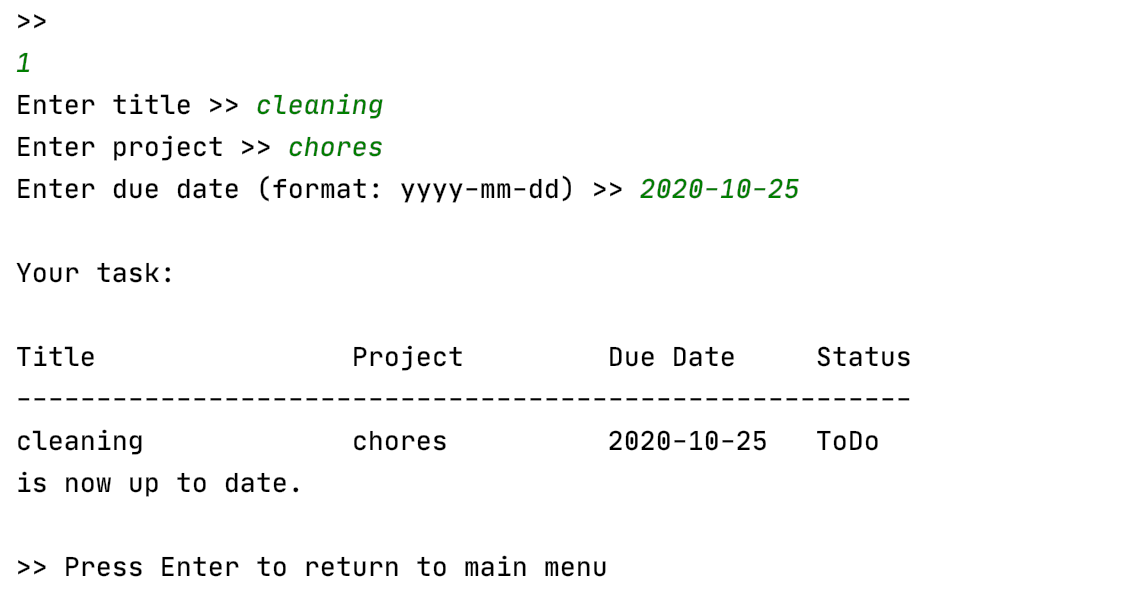 >>
1
Enter title >> cleaning
Enter project >> chores
Enter due date (format: yyyy-mm-dd) >> 2020-10-25
Your task:
Title                Project         Due Date     Status
--------------------------------------------------------
cleaning             chores          2020-10-25   ToDo
is now up to date.
>> Press Enter to return to main menu